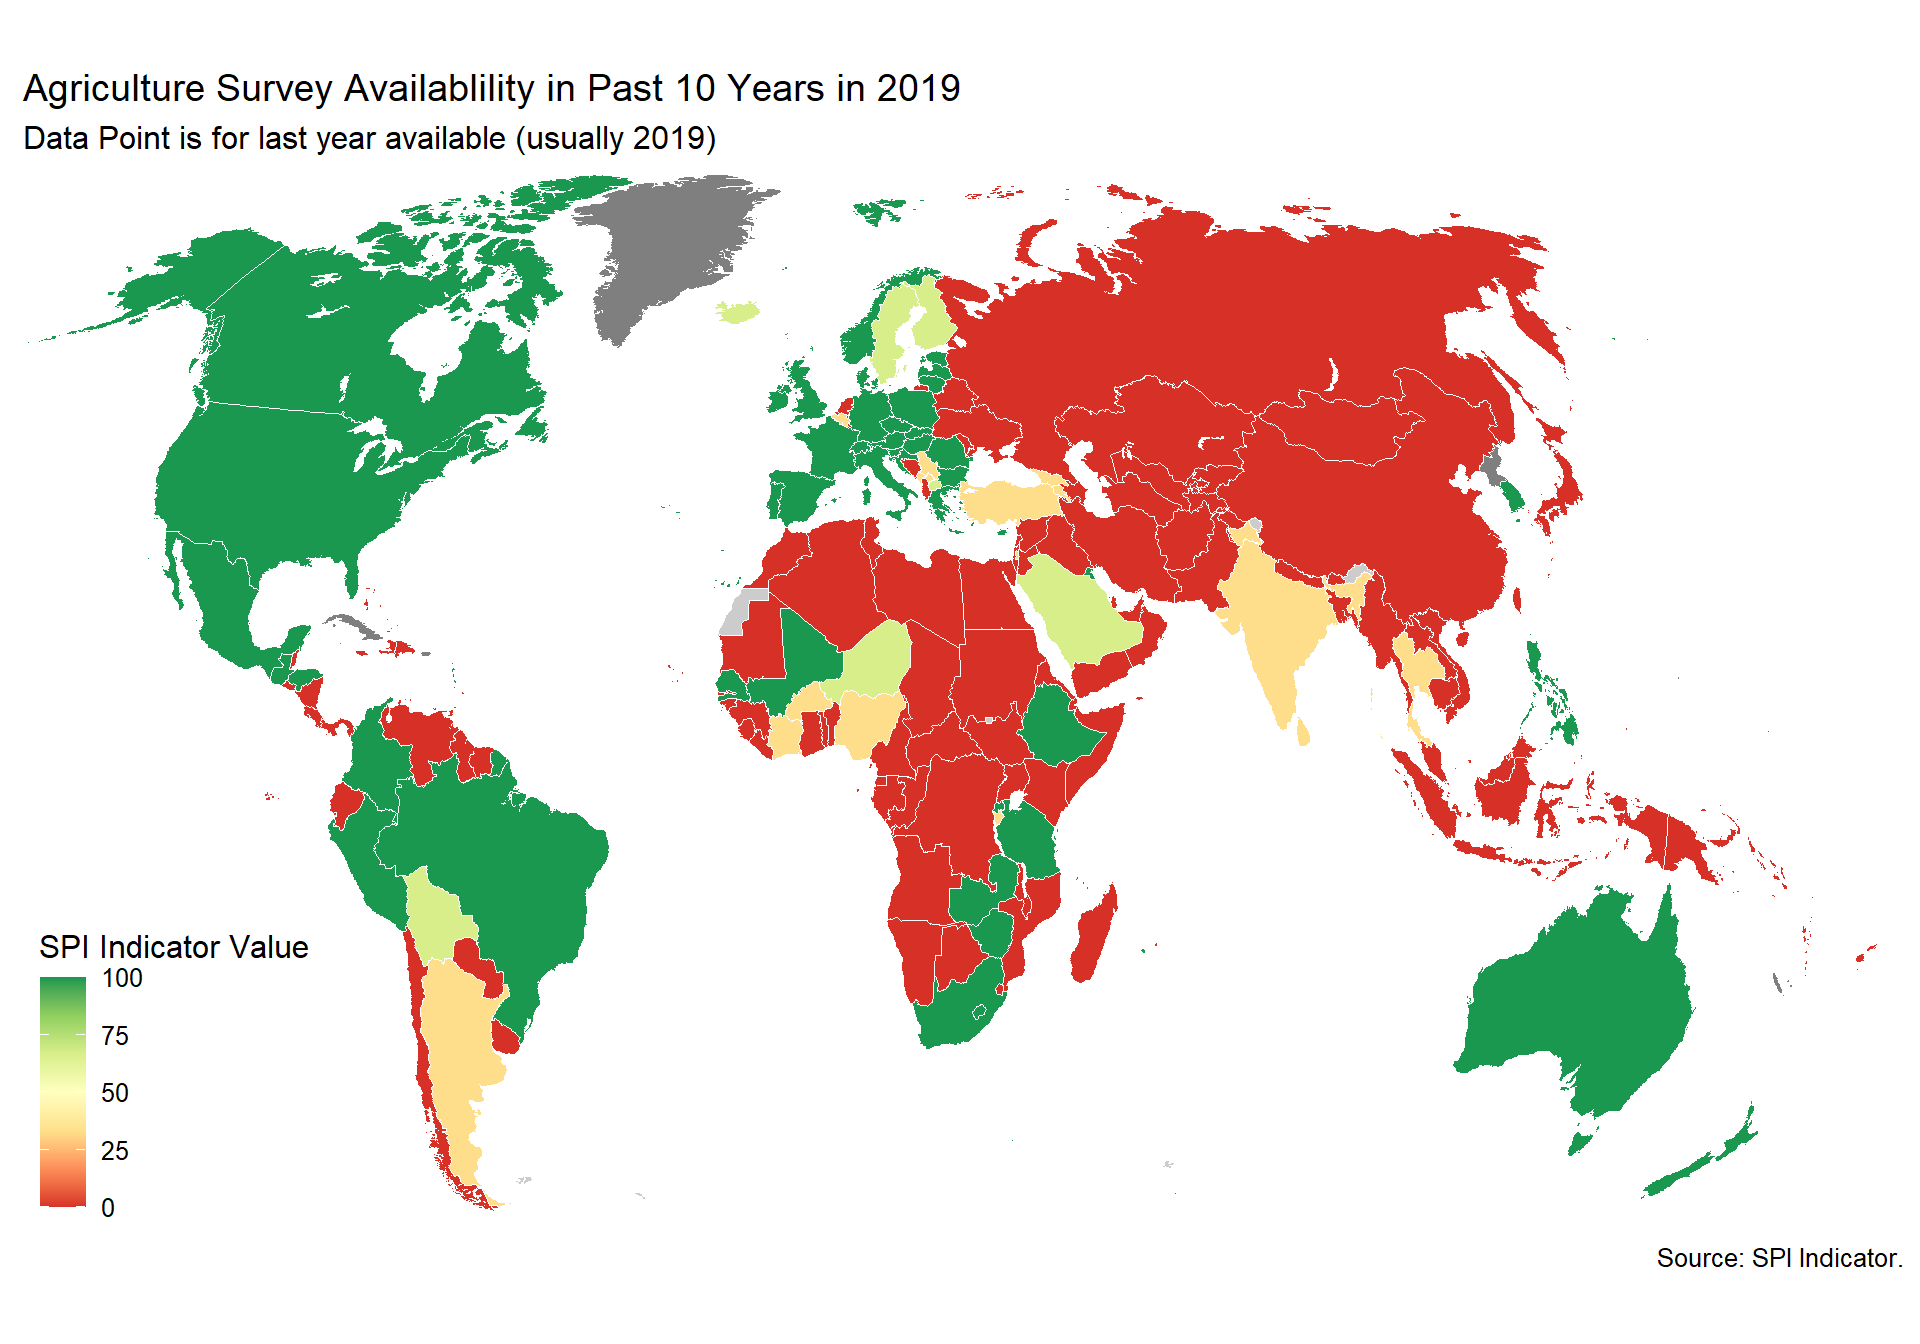 Agriculture Survey Availablility in Past 10 Years in 2019
Data Point is for last year available (usually 2019)
SPI Indicator Value
100
75
50
25
0
Source: SPI Indicator.